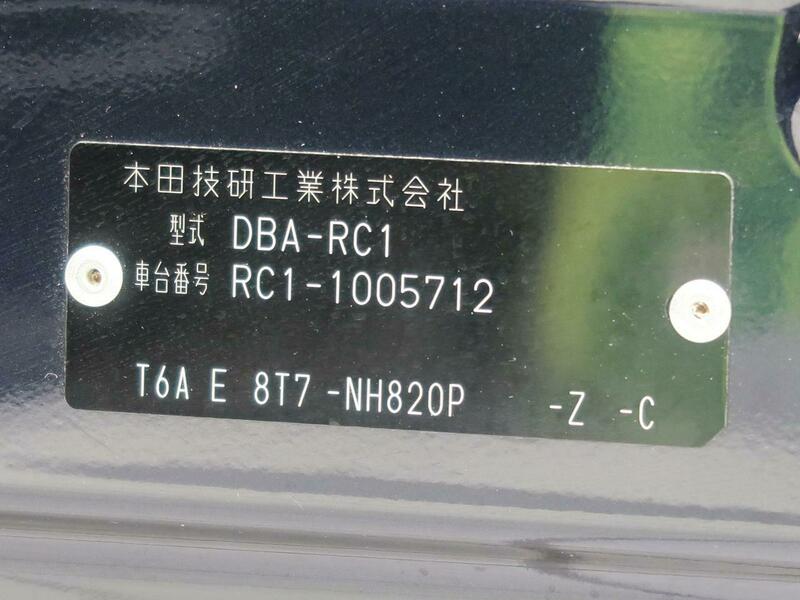 本田技研工業株式会社
型式 DBA-RC1
車台番号 RC1-1005712
T6A E 8T7 -NH820P -Z -C